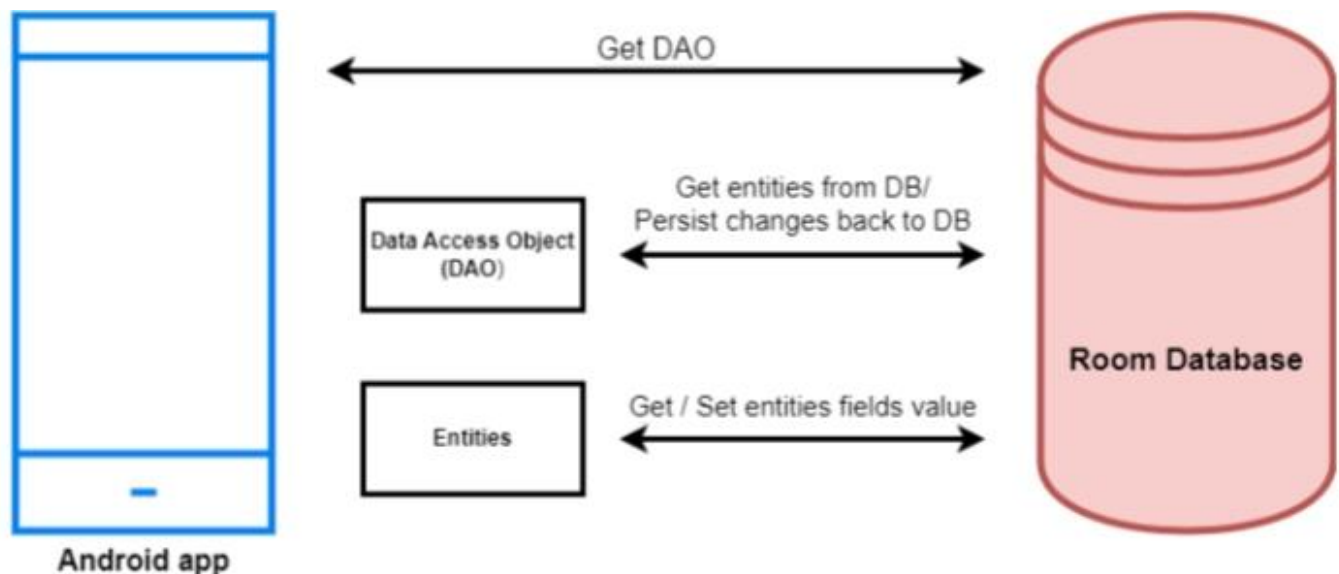 Get DAO
Get entities from DB/
Persist changes back to DB
Data Access Object
(DAO)
Room Database
Get / Set entities fields value
Entities
Android app